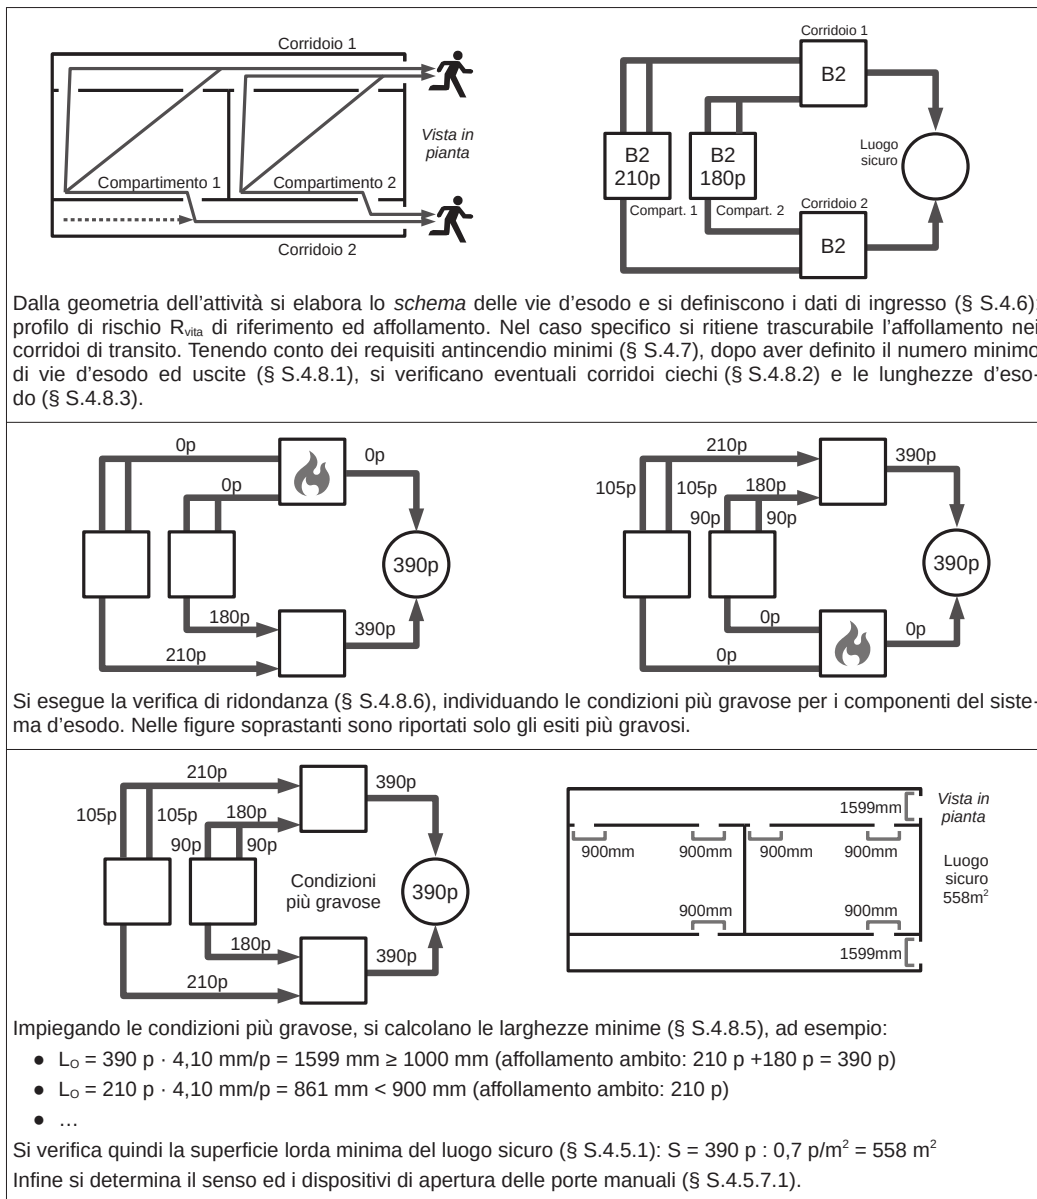 Corridoio 1
Compartimento 1
Compartimento 2
Corridoio 2
Vista in
pianta
Corridoio 1
B2
B2
210p
B2
180p
Compart. 1
Compart. 2
Corridoio 2
B2
Luogo
sicuro
Dalla geometria dell’attività si elabora lo schema delle vie d’esodo e si definiscono i dati di ingresso (§ S.4.6):
profilo di rischio Rvita di riferimento ed affollamento. Nel caso specifico si ritiene trascurabile l’affollamento nei
corridoi di transito. Tenendo conto dei requisiti antincendio minimi (§ S.4.7), dopo aver definito il numero minimo
di vie d’esodo ed uscite (§ S.4.8.1), si verificano eventuali corridoi ciechi (§ S.4.8.2) e le lunghezze d’eso-
do (§ S.4.8.3).
0p
0p
0p
390p
180p
390p
210p
210p
390p
105p
105p
180p
90p
90p
390p
0p
0p
0p
Si esegue la verifica di ridondanza (§ S.4.8.6), individuando le condizioni più gravose per i componenti del siste-
ma d’esodo. Nelle figure soprastanti sono riportati solo gli esiti più gravosi.
210p
390p
105p
105p
180p
90p
90p
Condizioni
più gravose
390p
180p
390p
210p
1599mm
Vista in
pianta
900mm
900mm
900mm
900mm
Luogo
sicuro
558m²
900mm
900mm
1599mm
Impiegando le condizioni più gravose, si calcolano le larghezze minime (§ S.4.8.5), ad esempio:
● LO = 390 p · 4,10 mm/p = 1599 mm ≥ 1000 mm (affollamento ambito: 210 p +180 p = 390 p)
● LO = 210 p · 4,10 mm/p = 861 mm < 900 mm (affollamento ambito: 210 p)
● …
Si verifica quindi la superficie lorda minima del luogo sicuro (§ S.4.5.1): S = 390 p : 0,7 p/m² = 558 m²
Infine si determina il senso ed i dispositivi di apertura delle porte manuali (§ S.4.5.7.1).